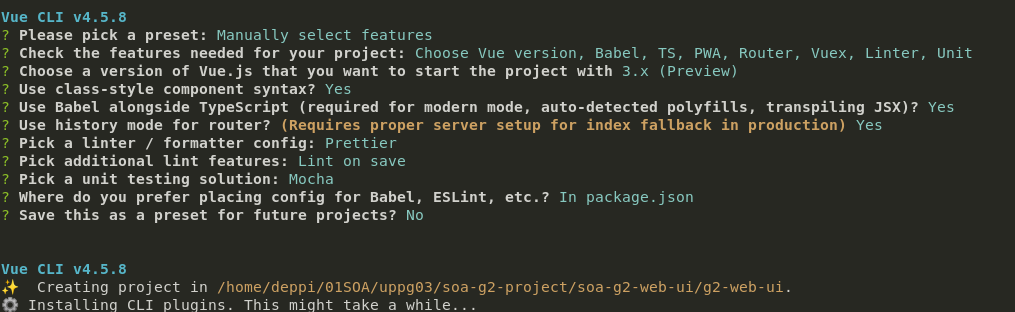 Vue CLI v4.5.8
? Please pick a preset: Manually select features
? Check the features needed for your project: Choose Vue version, Babel, TS, PWA, Router, Vuex, Linter, Unit
? Choose a version of Vue.js that you want to start the project with 3.x (Preview)
? Use class-style component syntax? Yes
? Use Babel alongside TypeScript (required for modern mode, auto-detected polyfills, transpiling JSX)? Yes
? Use history mode for router? (Requires proper server setup for index fallback in production) Yes
? Pick a linter / formatter config: Prettier
? Pick additional lint features: Lint on save
? Pick a unit testing solution: Mocha
? Where do you prefer placing config for Babel, ESLint, etc.? In package.json
? Save this as a preset for future projects? No
Vue CLI v4.5.8
✨ Creating project in /home/deppi/01SOA/uppg03/soa-g2-project/soa-g2-web-ui/g2-web-ui.
⚙ Installing CLI plugins. This might take a while...